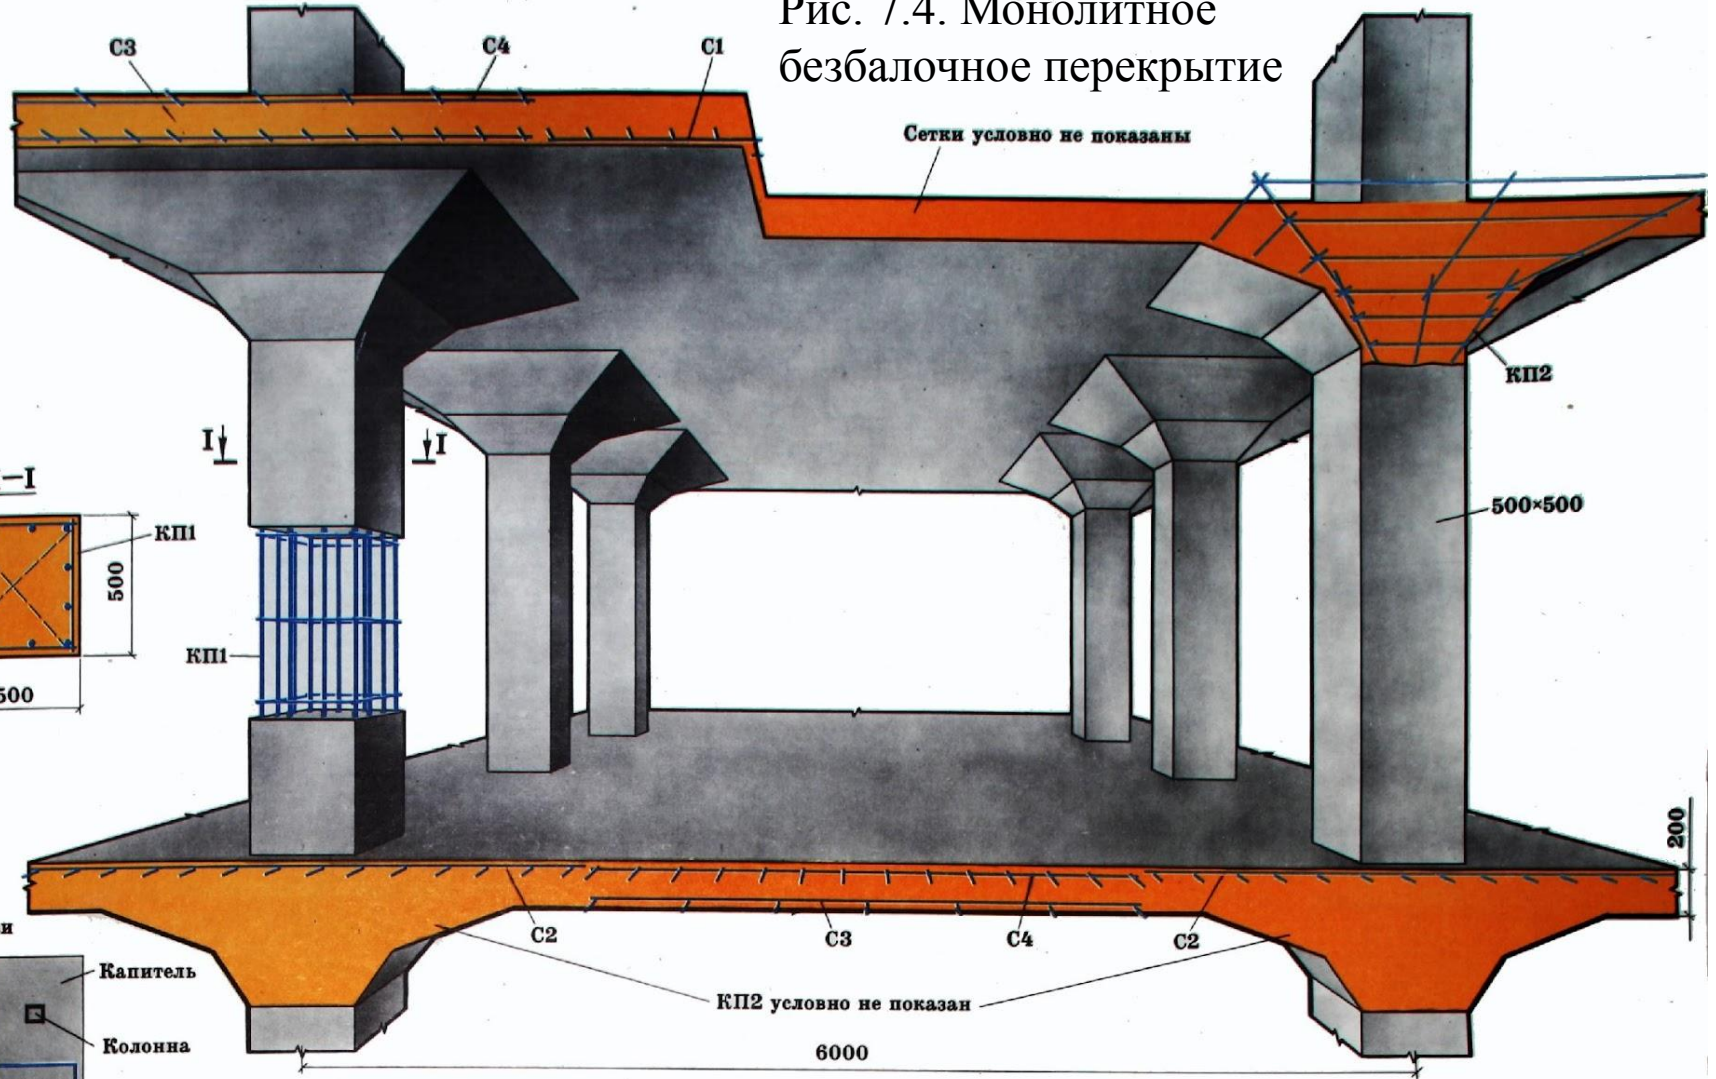 Рис. 7.4. Монолитное
безбалочное перекрытие
С3
С4
С1
Сетки условно не показаны
КП2
I
I
–I
КП1
500
500×500
КП1
500
200
С2
С3
С4
С2
и
Капитель
КП2 условно не показан
Колонна
6000